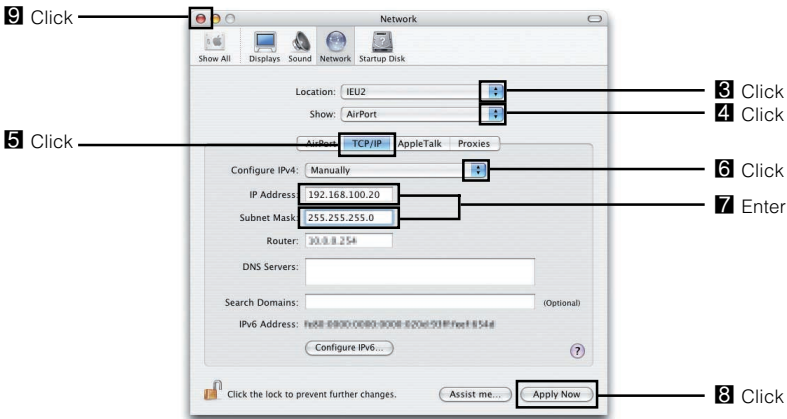 9 Click
Network
Show All Displays Sound Network Startup Disk
Location: IEU2
3 Click
Show: AirPort
4 Click
5 Click
AirPort TCP/IP AppleTalk Proxies
Configure IPv4: Manually
6 Click
IP Address: 192.168.100.20
7 Enter
Subnet Mask: 255.255.255.0
Router:
DNS Servers:
Search Domains:
(Optional)
IPv6 Address:
Configure IPv6...
?
Click the lock to prevent further changes.
Assist me...
Apply Now
8 Click